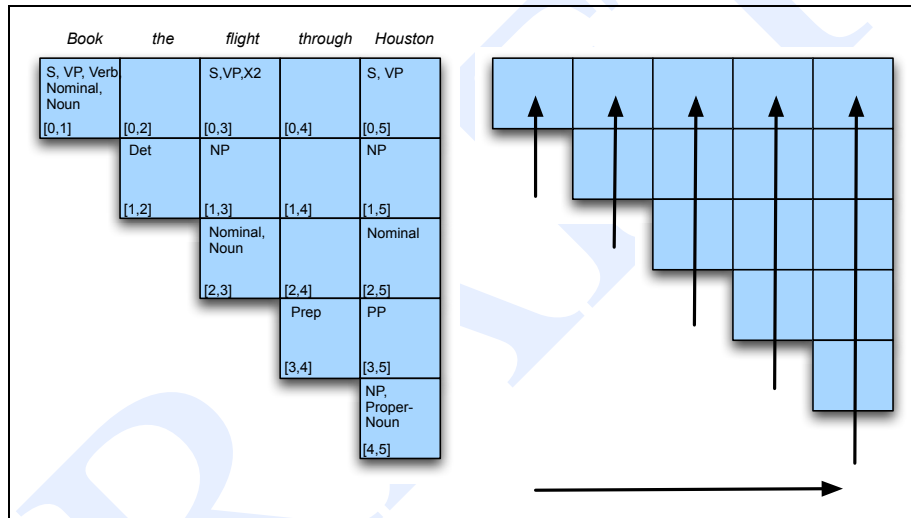 Book the flight through Houston
S, VP, Verb, S,VP,X2 S, VP
Nominal,
Noun
[0,1] [0,2] [0,3] [0,4] [0,5]
Det NP NP
[1,2] [1,3] [1,4] [1,5]
Nominal, Nominal
Noun
[2,3] [2,4] [2,5]
Prep PP
[3,4] [3,5]
NP,
Proper-
Noun
[4,5]